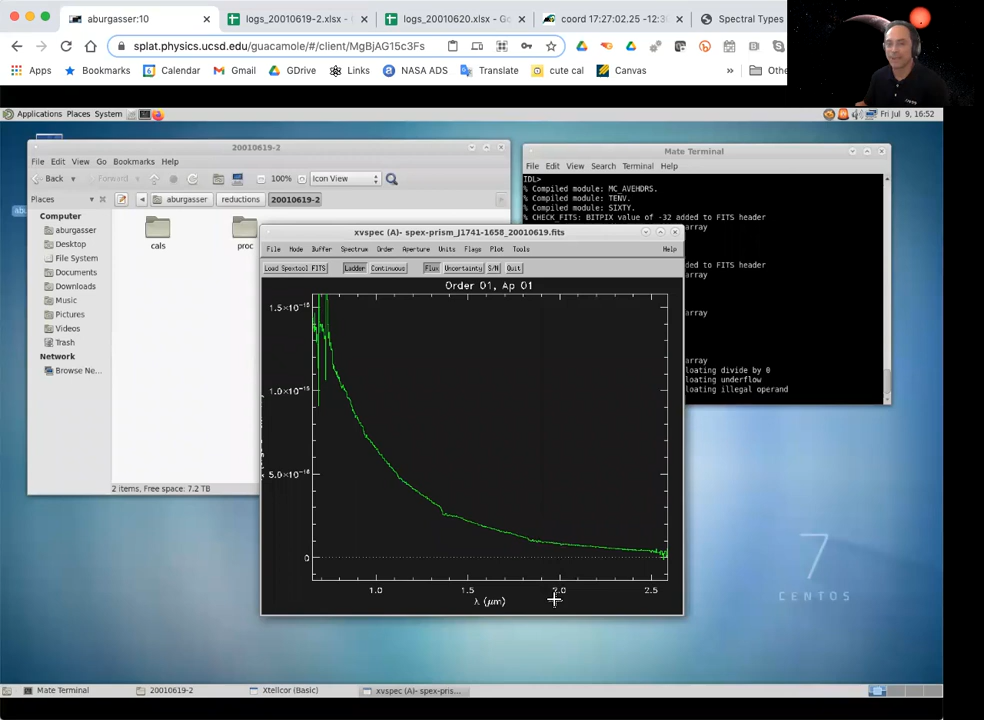 aburgasser:10
logs_20010619-2.xlsx - G
logs_20010620.xlsx - Go
coord 17:27:02.25 -12:3
Spectral Types
splat.physics.ucsd.edu/guacamole/#/client/MgBjAG15c3Fs
Apps
Bookmarks
Calendar
Gmail
GDrive
Links
NASA ADS
Translate
cute cal
Canvas
»
Othe
Applications Places System
Fri Jul 9, 16:52
20010619-2
File Edit View Go Bookmarks Help
Back
Forward
100%
Icon View
Places
aburgasser
reductions
20010619-2
Computer
aburgasser
Desktop
File System
Documents
Downloads
Music
Pictures
Videos
Trash
Network
Browse Ne...
cals
proc
2 items, Free space: 7.2 TB
Mate Terminal
File Edit View Search Terminal Help
IDL>
% Compiled module: MC_AVEHDRS.
% Compiled module: TENV.
% Compiled module: SIXTY.
% CHECK_FITS: BITPIX value of -32 added to FITS header
array
added to FITS header
array
array
array
loating divide by 0
loating underflow
loating illegal operand
xvspec (A)- spex-prism_J1741-1658_20010619.fits
File Mode Buffer Spectrum Order Aperture Units Flags Plot Tools Help
Load Spextool FITS
Ladder
Continuous
Flux
Uncertainty
S/N
Quit
Order 01, Ap 01
1.5×10⁻¹⁵
1.0×10⁻¹⁵
5.0×10⁻¹⁶
0
1.0
1.5
2.0
2.5
λ (μm)
7
CENTOS
Mate Terminal
20010619-2
Xtellcor (Basic)
xvspec (A)- spex-pris...